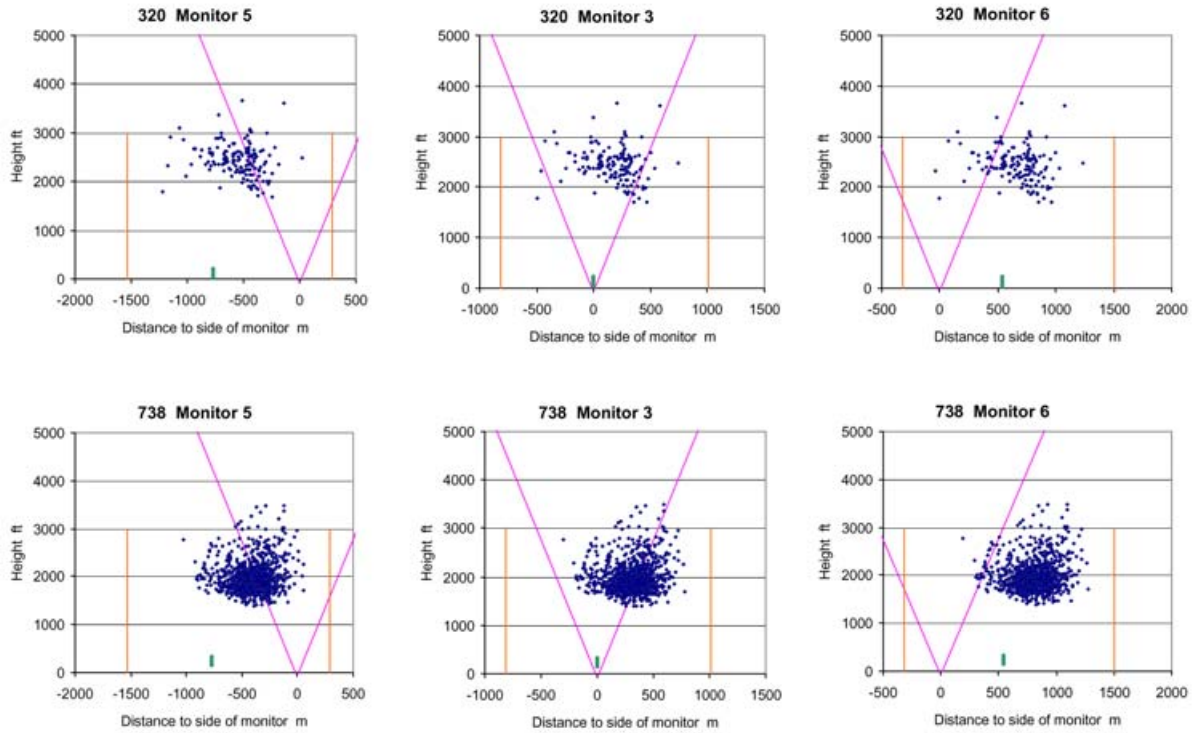 320 Monitor 5
5000
4000
3000
2000
1000
0
Height ft
-2000 -1500 -1000 -500 0 500
Distance to side of monitor m
320 Monitor 3
5000
4000
3000
2000
1000
0
Height ft
-1000 -500 0 500 1000 1500
Distance to side of monitor m
320 Monitor 6
5000
4000
3000
2000
1000
0
Height ft
-500 0 500 1000 1500 2000
Distance to side of monitor m
738 Monitor 5
5000
4000
3000
2000
1000
0
Height ft
-2000 -1500 -1000 -500 0 500
Distance to side of monitor m
738 Monitor 3
5000
4000
3000
2000
1000
0
Height ft
-1000 -500 0 500 1000 1500
Distance to side of monitor m
738 Monitor 6
5000
4000
3000
2000
1000
0
Height ft
-500 0 500 1000 1500 2000
Distance to side of monitor m